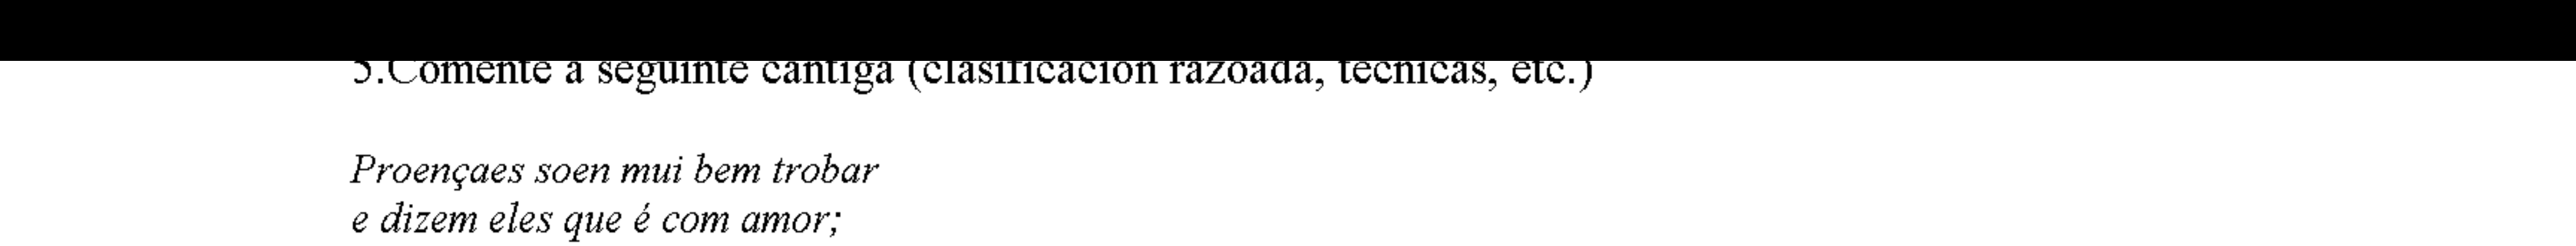 5.Comente a seguinte cantiga (clasificación razoada, técnicas, etc.)
Proençaes soen mui bem trobar
e dizem eles que é com amor;